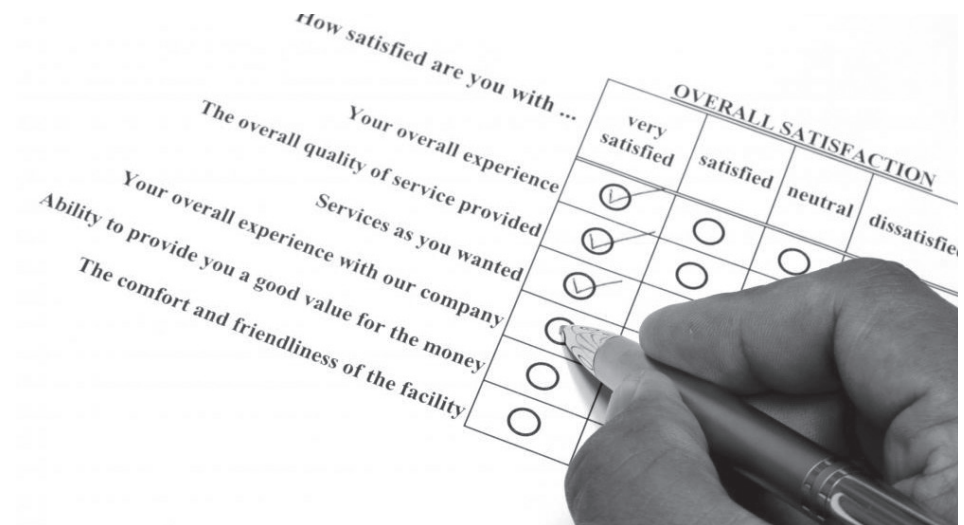 How satisfied are you with ...
OVERALL SATISFACTION
very satisfied
satisfied
neutral
Your overall experience
The overall quality of service provided
Services as you wanted
Your overall experience with our company
Ability to provide you a good value for the money
The comfort and friendliness of the facility